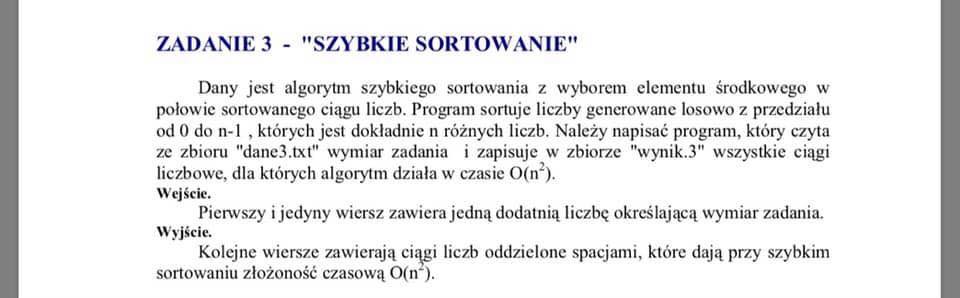 ZADANIE 3 - "SZYBKIE SORTOWANIE"
Dany jest algorytm szybkiego sortowania z wyborem elementu środkowego w
połowie sortowanego ciągu liczb. Program sortuje liczby generowane losowo z przedziału
od 0 do n-1 , których jest dokładnie n różnych liczb. Należy napisać program, który czyta
ze zbioru "dane3.txt" wymiar zadania i zapisuje w zbiorze "wynik.3" wszystkie ciągi
liczbowe, dla których algorytm działa w czasie O(n²).
Wejście.
Pierwszy i jedyny wiersz zawiera jedną dodatnią liczbę określającą wymiar zadania.
Wyjście.
Kolejne wiersze zawierają ciągi liczb oddzielone spacjami, które dają przy szybkim
sortowaniu złożoność czasową O(n²).